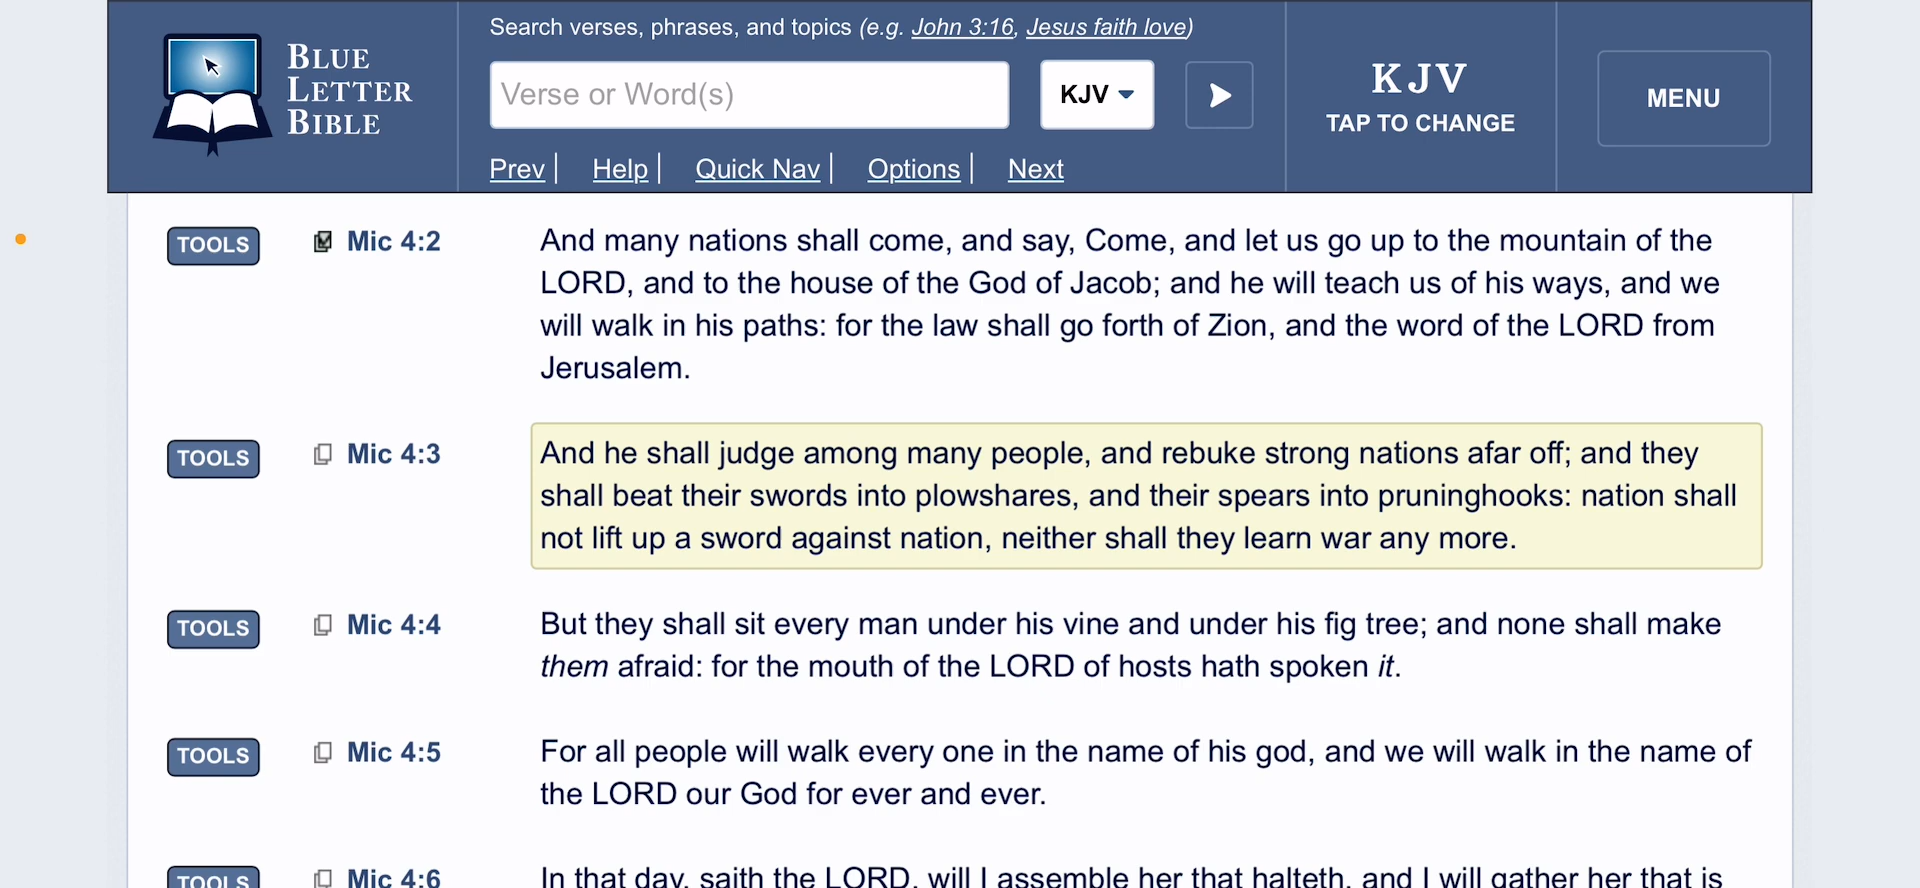 BLUE
LETTER
BIBLE
Search verses, phrases, and topics (e.g. John 3:16, Jesus faith love)
Verse or Word(s)
KJV
KJV
TAP TO CHANGE
MENU
Prev | Help | Quick Nav | Options | Next
TOOLS Mic 4:2 And many nations shall come, and say, Come, and let us go up to the mountain of the
LORD, and to the house of the God of Jacob; and he will teach us of his ways, and we
will walk in his paths: for the law shall go forth of Zion, and the word of the LORD from
Jerusalem.
TOOLS Mic 4:3 And he shall judge among many people, and rebuke strong nations afar off; and they
shall beat their swords into plowshares, and their spears into pruninghooks: nation shall
not lift up a sword against nation, neither shall they learn war any more.
TOOLS Mic 4:4 But they shall sit every man under his vine and under his fig tree; and none shall make
them afraid: for the mouth of the LORD of hosts hath spoken it.
TOOLS Mic 4:5 For all people will walk every one in the name of his god, and we will walk in the name of
the LORD our God for ever and ever.
TOOLS Mic 4:6 In that day, saith the LORD, will I assemble her that halteth, and I will gather her that is